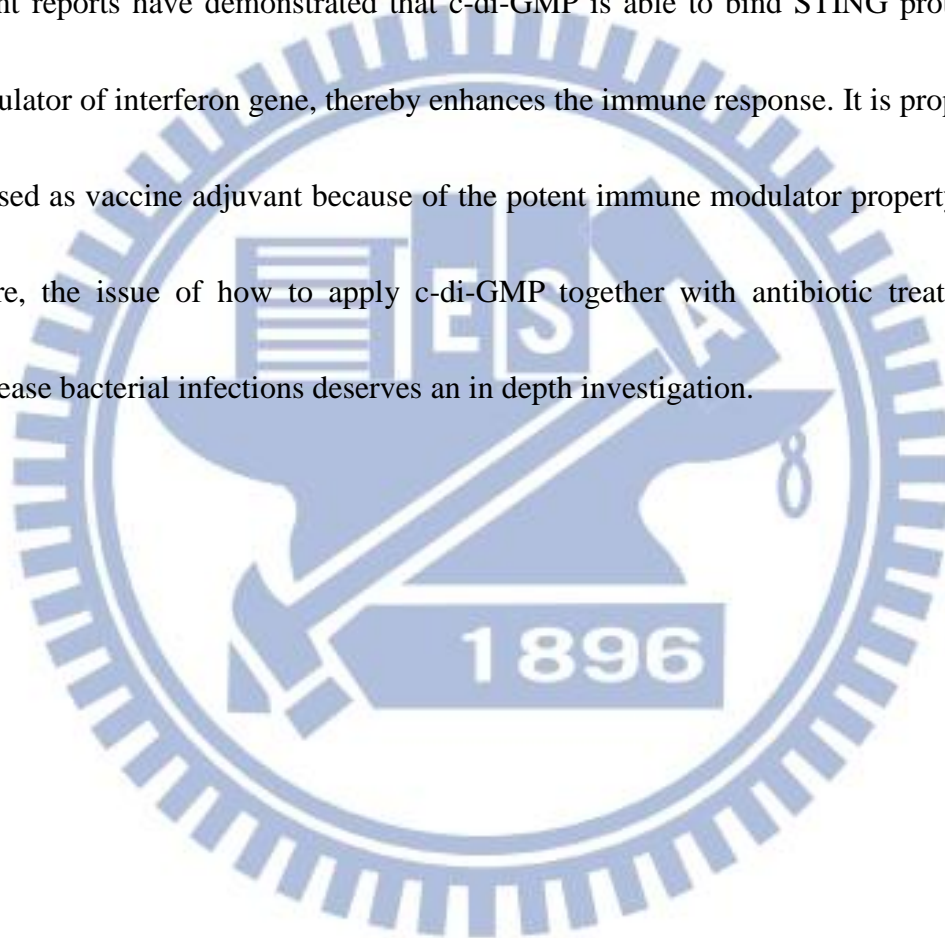 nt reports have demonstrated that c-di-GMP is able to bind STING pro
ulator of interferon gene, thereby enhances the immune response. It is prop
sed as vaccine adjuvant because of the potent immune modulator property
re, the issue of how to apply c-di-GMP together with antibiotic treat
ease bacterial infections deserves an in depth investigation.
E S A
1896